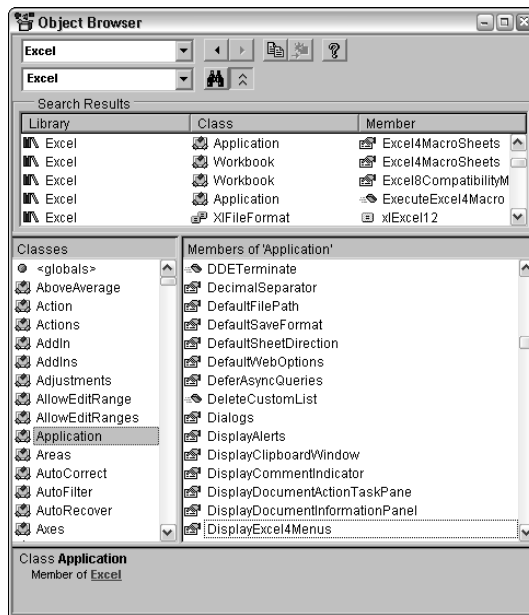 Object Browser
Excel
Excel
Search Results
Library Class Member
Excel Application Excel4MacroSheets
Excel Workbook Excel4MacroSheets
Excel Workbook Excel8CompatibilityM
Excel Application ExecuteExcel4Macro
Excel XlFileFormat xlExcel12
Classes
<globals>
AboveAverage
Action
Actions
AddIn
AddIns
Adjustments
AllowEditRange
AllowEditRanges
Application
Areas
AutoCorrect
AutoFilter
AutoRecover
Axes
Members of 'Application'
DDETerminate
DecimalSeparator
DefaultFilePath
DefaultSaveFormat
DefaultSheetDirection
DefaultWebOptions
DeferAsyncQueries
DeleteCustomList
Dialogs
DisplayAlerts
DisplayClipboardWindow
DisplayCommentIndicator
DisplayDocumentActionTaskPane
DisplayDocumentInformationPanel
DisplayExcel4Menus
Class Application
Member of Excel